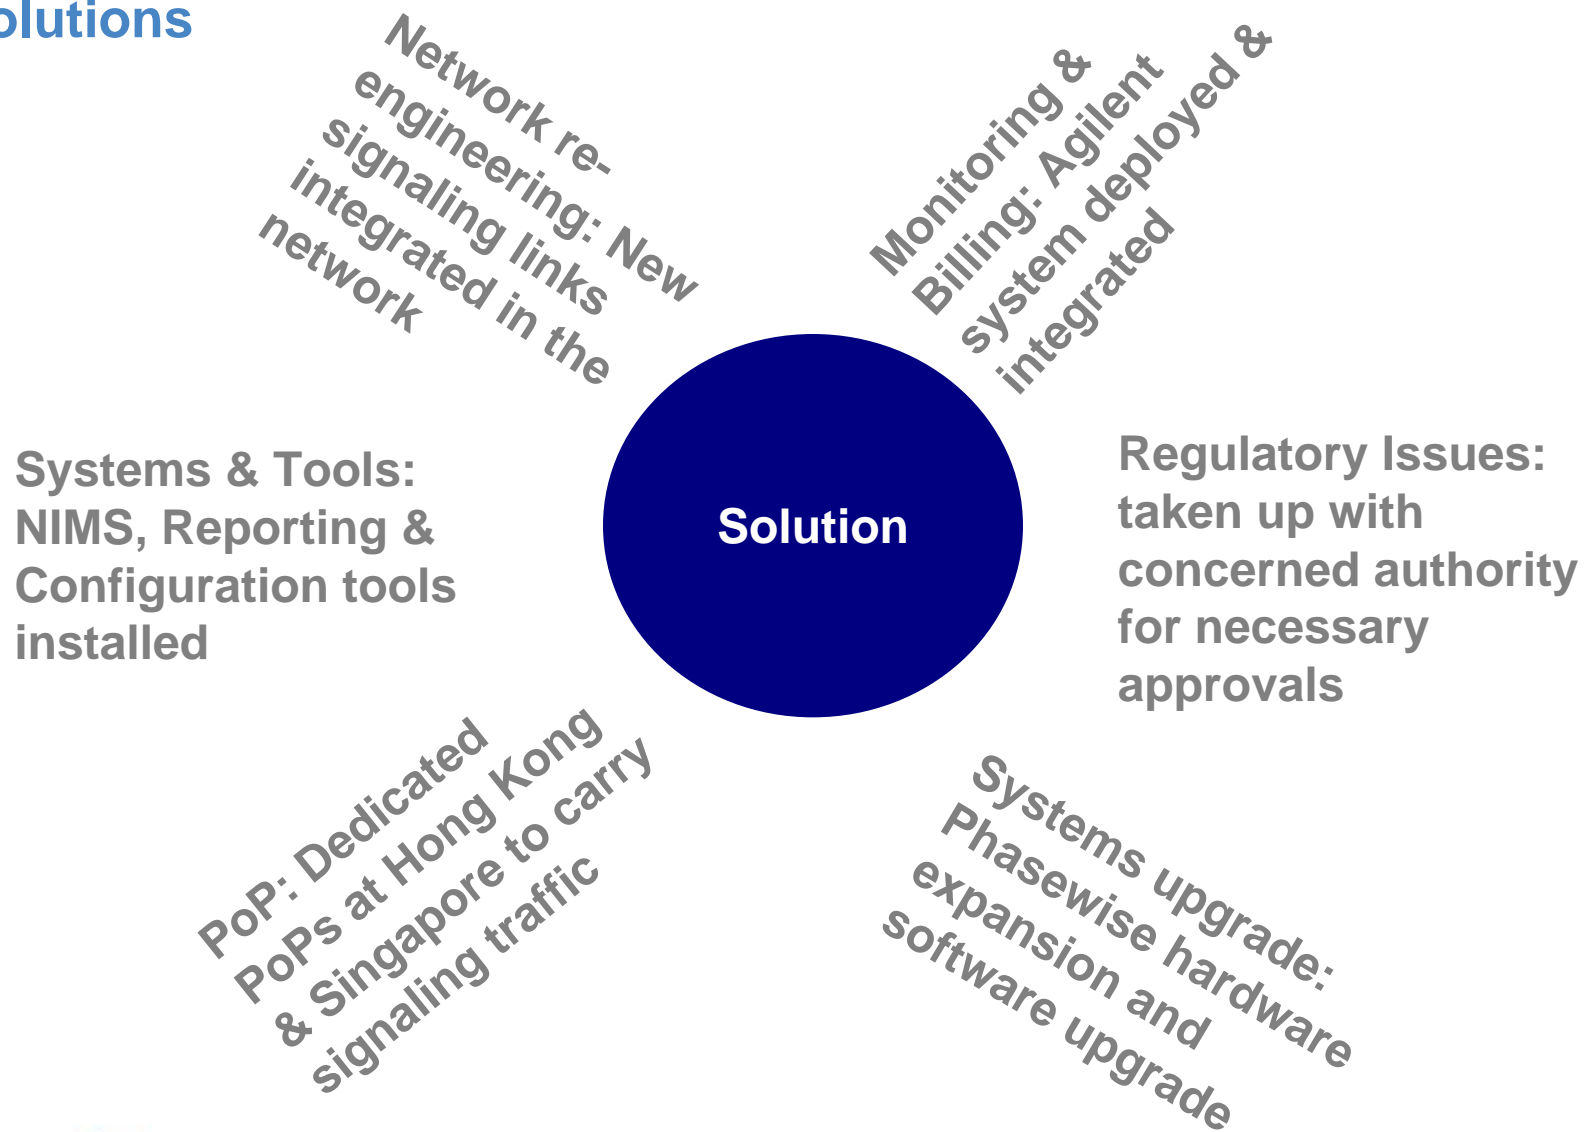 olutions
Network re-
engineering: New
signaling links
integrated in the
network
Monitoring &
Billing: Agilent
system deployed &
integrated
Systems & Tools:
NIMS, Reporting &
Configuration tools
installed
Solution
Regulatory Issues:
taken up with
concerned authority
for necessary
approvals
PoP: Dedicated
PoPs at Hong Kong
& Singapore to carry
signaling traffic
Systems upgrade:
Phasewise hardware
expansion and
software upgrade